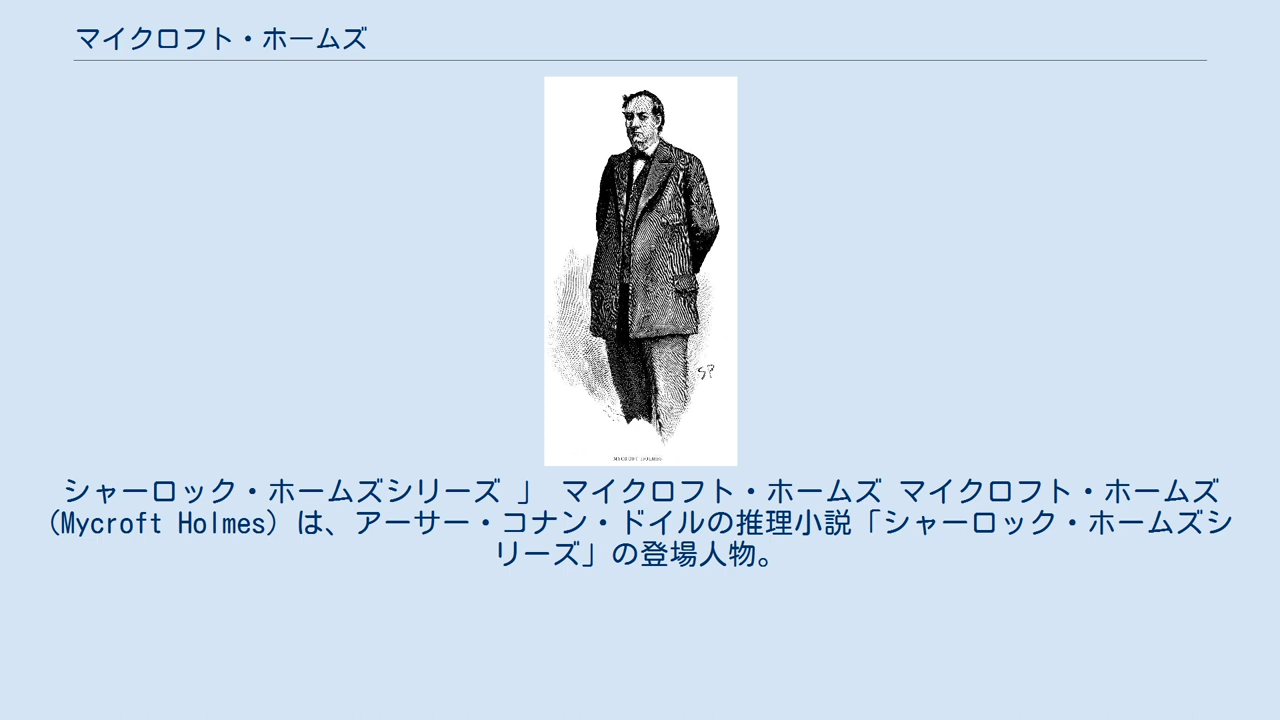 マイクロフト・ホームズ
SP
MYCROFT HOLMES
シャーロック・ホームズシリーズ 」 マイクロフト・ホームズ マイクロフト・ホームズ
(Mycroft Holmes) は、アーサー・コナン・ドイルの推理小説「シャーロック・ホームズシ
リーズ」の登場人物。